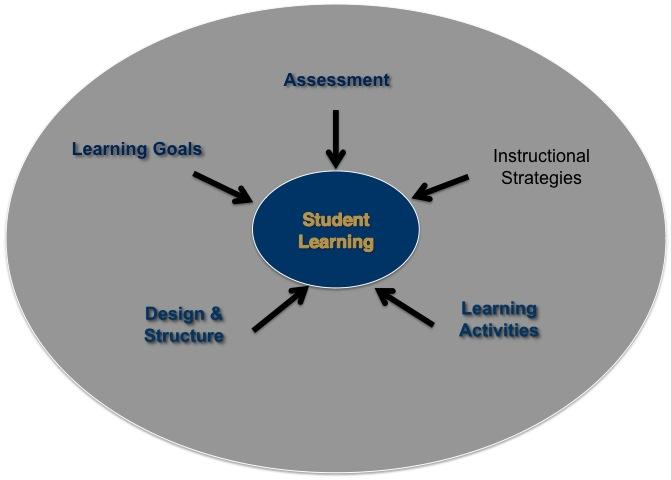 Assessment
Learning Goals
Instructional
Strategies
Student
Learning
Design &
Structure
Learning
Activities